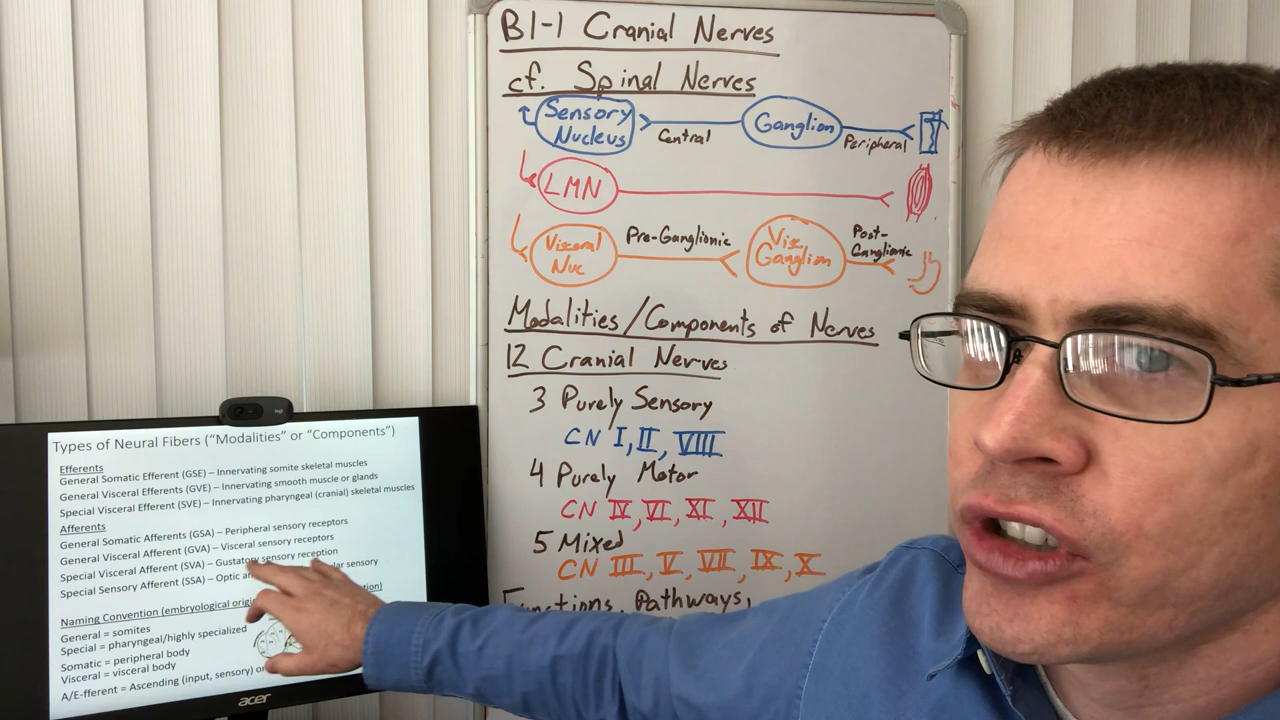 B1-1 Cranial Nerves
cf. Spinal Nerves
Sensory Nucleus
Central
Ganglion
Peripheral
LMN
Visceral Nuc
Pre-Ganglionic
Visc. Ganglion
Post-Ganglionic
Modalities/Components of Nerves
12 Cranial Nerves
3 Purely Sensory
CN I, II, VIII
4 Purely Motor
CN IV, VI, XI, XII
5 Mixed
CN III, V, VII, IX, X
Functions, Pathways,
Types of Neural Fibers ("Modalities" or "Components")
Efferents
General Somatic Efferent (GSE) – Innervating somite skeletal muscles
General Visceral Efferents (GVE) – Innervating smooth muscle or glands
Special Visceral Efferent (SVE) – Innervating pharyngeal (cranial) skeletal muscles
Afferents
General Somatic Afferents (GSA) – Peripheral sensory receptors
General Visceral Afferent (GVA) – Visceral sensory receptors
Special Visceral Afferent (SVA) – Gustatory sensory reception
Special Sensory Afferent (SSA) – Optic sensory
Naming Convention (embryological
General = somites
Special = pharyngeal/highly specialized
Somatic = peripheral body
Visceral = visceral body
A/E-fferent = Ascending (input, sensory)
acer
logi